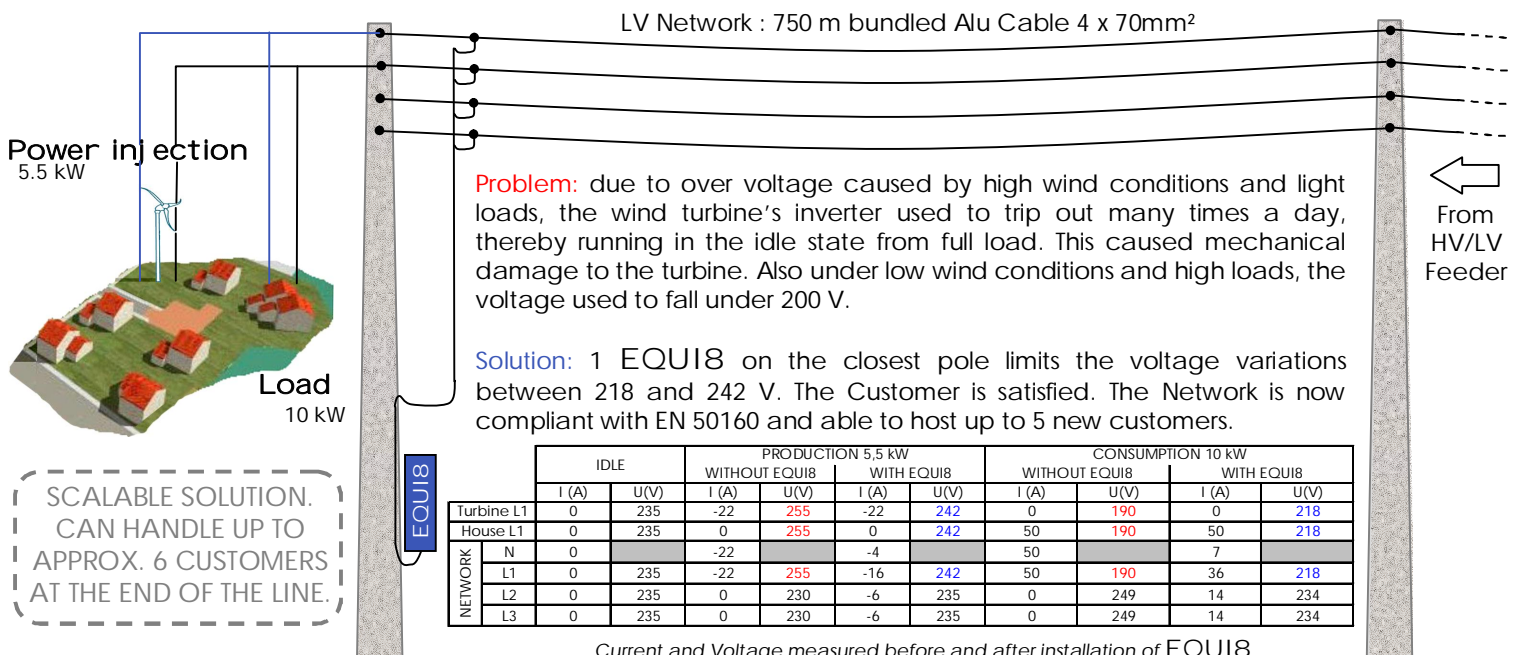 LV Network : 750 m bundled Alu Cable 4 x 70mm²
Power injection
5.5 kW
Load
10 kW
SCALABLE SOLUTION.
CAN HANDLE UP TO
APPROX. 6 CUSTOMERS
AT THE END OF THE LINE.
EQUI8
Problem: due to over voltage caused by high wind conditions and light
loads, the wind turbine's inverter used to trip out many times a day,
thereby running in the idle state from full load. This caused mechanical
damage to the turbine. Also under low wind conditions and high loads, the
voltage used to fall under 200 V.
Solution: 1 EQUI8 on the closest pole limits the voltage variations
between 218 and 242 V. The Customer is satisfied. The Network is now
compliant with EN 50160 and able to host up to 5 new customers.
From
HV/LV
Feeder
IDLE PRODUCTION 5,5 kW CONSUMPTION 10 kW
WITHOUT EQUI8 WITH EQUI8 WITHOUT EQUI8 WITH EQUI8
I (A) U(V) I (A) U(V) I (A) U(V) I (A) U(V) I (A) U(V)
Turbine L1 0 235 -22 255 -22 242 0 190 0 218
House L1 0 235 0 255 0 242 50 190 50 218
NETWORK
N 0 -22 -4 50 7
L1 0 235 -22 255 -16 242 50 190 36 218
L2 0 235 0 230 -6 235 0 249 14 234
L3 0 235 0 230 -6 235 0 249 14 234
Current and Voltage measured before and after installation of EQUI8